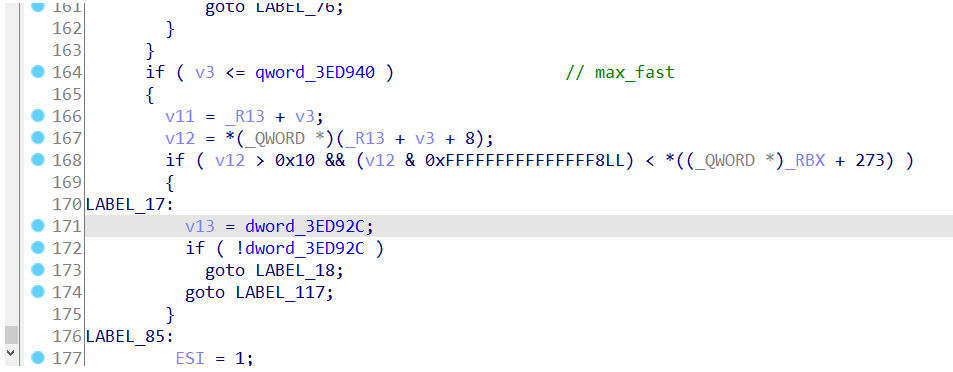 161 goto LABEL_76;
162 }
163 }
164 if ( v3 <= qword_3ED940 ) // max_fast
165 {
166 v11 = _R13 + v3;
167 v12 = *(_QWORD *)(_R13 + v3 + 8);
168 if ( v12 > 0x10 && (v12 & 0xFFFFFFFFFFFFFFF8LL) < *((_QWORD *)_RBX + 273) )
169 {
170 LABEL_17:
171 v13 = dword_3ED92C;
172 if ( !dword_3ED92C )
173 goto LABEL_18;
174 goto LABEL_117;
175 }
176 LABEL_85:
177 ESI = 1;